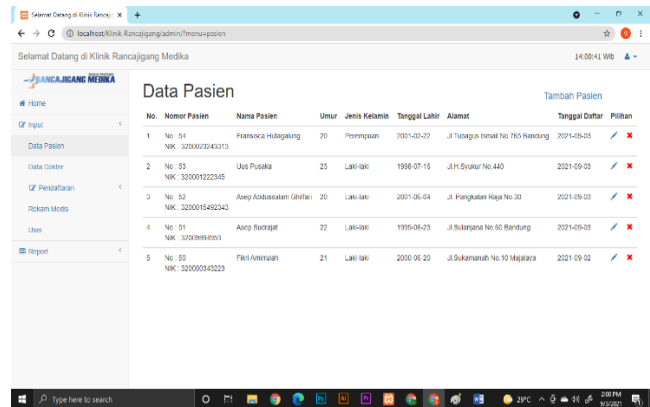 Selamat Datang di Klinik Rancaji
localhost/Klinik-Rancajigang/admin/?menu=pasien
Selamat Datang di Klinik Rancajigang Medika
14:00:41 Wib
RANCAJIGANG MEDIKA
Home
Input
Data Pasien
Data Dokter
Pendaftaran
Rekam Medis
User
Report
Data Pasien
Tambah Pasien
No. Nomor Pasien Nama Pasien Umur Jenis Kelamin Tanggal Lahir Alamat Tanggal Daftar Pilihan
1 No : 54 Fransisca Hutagalung 20 Perempuan 2001-02-22 Jl.Tubagus Ismail No.765 Bandung 2021-09-03
NIK : 3200023243313
2 No : 53 Uus Pusaka 23 Laki-laki 1998-07-16 Jl.H.Syukur No.440 2021-09-03
NIK : 320001222345
3 No : 52 Asep Abdussalam Ghifari 20 Laki-laki 2001-06-04 Jl. Pangkalan Raja No.30 2021-09-03
NIK : 3200015492343
4 No : 51 Asep Sudrajat 22 Laki-laki 1999-06-23 Jl.Sulanjana No.60 Bandung 2021-09-03
NIK : 32009994953
5 No : 50 Fikri Amirrulah 21 Laki-laki 2000-06-20 Jl.Sukamanah No.10 Majalaya 2021-09-02
NIK : 320000343223
Type here to search
29°C
2:00 PM
9/3/2021